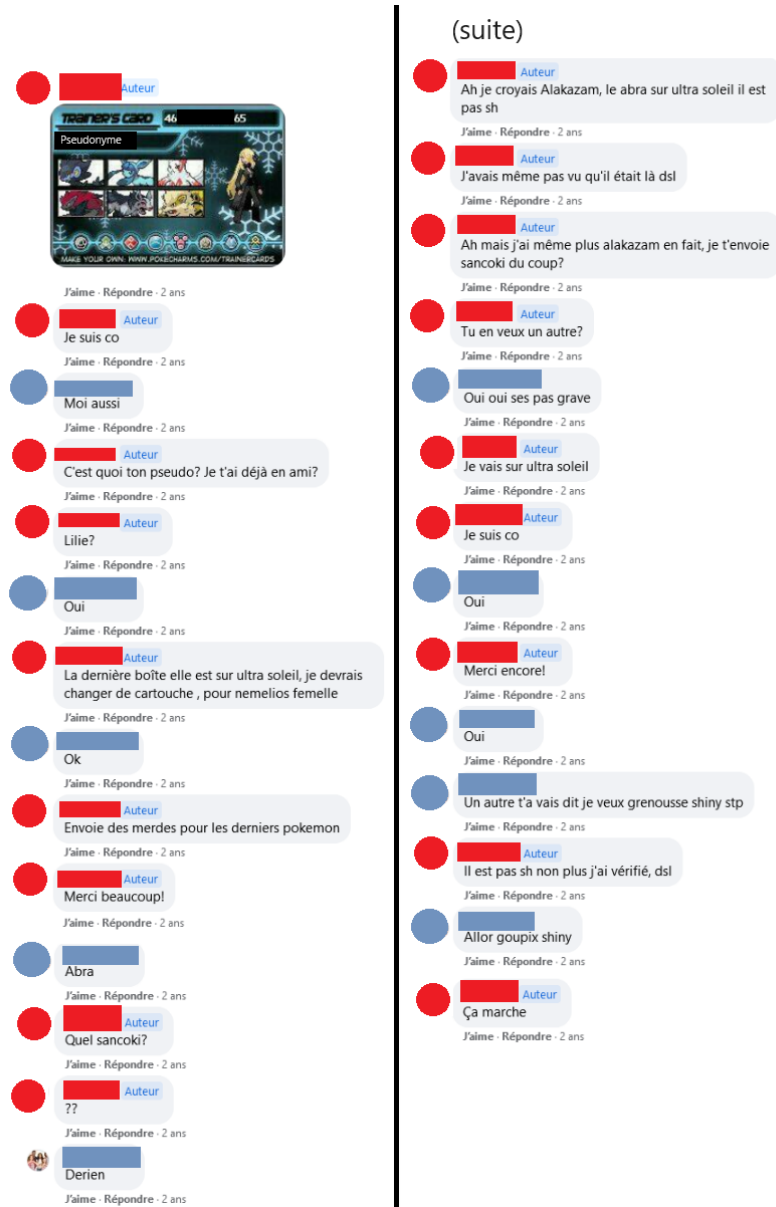 Auteur
TRAINER'S CARD 46 65
Pseudonyme
MAKE YOUR OWN: WWW.POKECHARMS.COM/TRAINERCARDS
J'aime · Répondre · 2 ans
Auteur
Je suis co
J'aime · Répondre · 2 ans
Moi aussi
J'aime · Répondre · 2 ans
Auteur
C'est quoi ton pseudo? Je t'ai déjà en ami?
J'aime · Répondre · 2 ans
Auteur
Lilie?
J'aime · Répondre · 2 ans
Oui
J'aime · Répondre · 2 ans
Auteur
La dernière boîte elle est sur ultra soleil, je devrais
changer de cartouche , pour nemelios femelle
J'aime · Répondre · 2 ans
Ok
J'aime · Répondre · 2 ans
Auteur
Envoie des merdes pour les derniers pokemon
J'aime · Répondre · 2 ans
Auteur
Merci beaucoup!
J'aime · Répondre · 2 ans
Abra
J'aime · Répondre · 2 ans
Auteur
Quel sancoki?
J'aime · Répondre · 2 ans
Auteur
??
J'aime · Répondre · 2 ans
Derien
J'aime · Répondre · 2 ans
(suite)
Auteur
Ah je croyais Alakazam, le abra sur ultra soleil il est
pas sh
J'aime · Répondre · 2 ans
Auteur
J'avais même pas vu qu'il était là dsl
J'aime · Répondre · 2 ans
Auteur
Ah mais j'ai même plus alakazam en fait, je t'envoie
sancoki du coup?
J'aime · Répondre · 2 ans
Auteur
Tu en veux un autre?
J'aime · Répondre · 2 ans
Oui oui ses pas grave
J'aime · Répondre · 2 ans
Auteur
Je vais sur ultra soleil
J'aime · Répondre · 2 ans
Auteur
Je suis co
J'aime · Répondre · 2 ans
Oui
J'aime · Répondre · 2 ans
Auteur
Merci encore!
J'aime · Répondre · 2 ans
Oui
J'aime · Répondre · 2 ans
Un autre t'a vais dit je veux grenousse shiny stp
J'aime · Répondre · 2 ans
Auteur
Il est pas sh non plus j'ai vérifié, dsl
J'aime · Répondre · 2 ans
Allor goupix shiny
J'aime · Répondre · 2 ans
Auteur
Ça marche
J'aime · Répondre · 2 ans